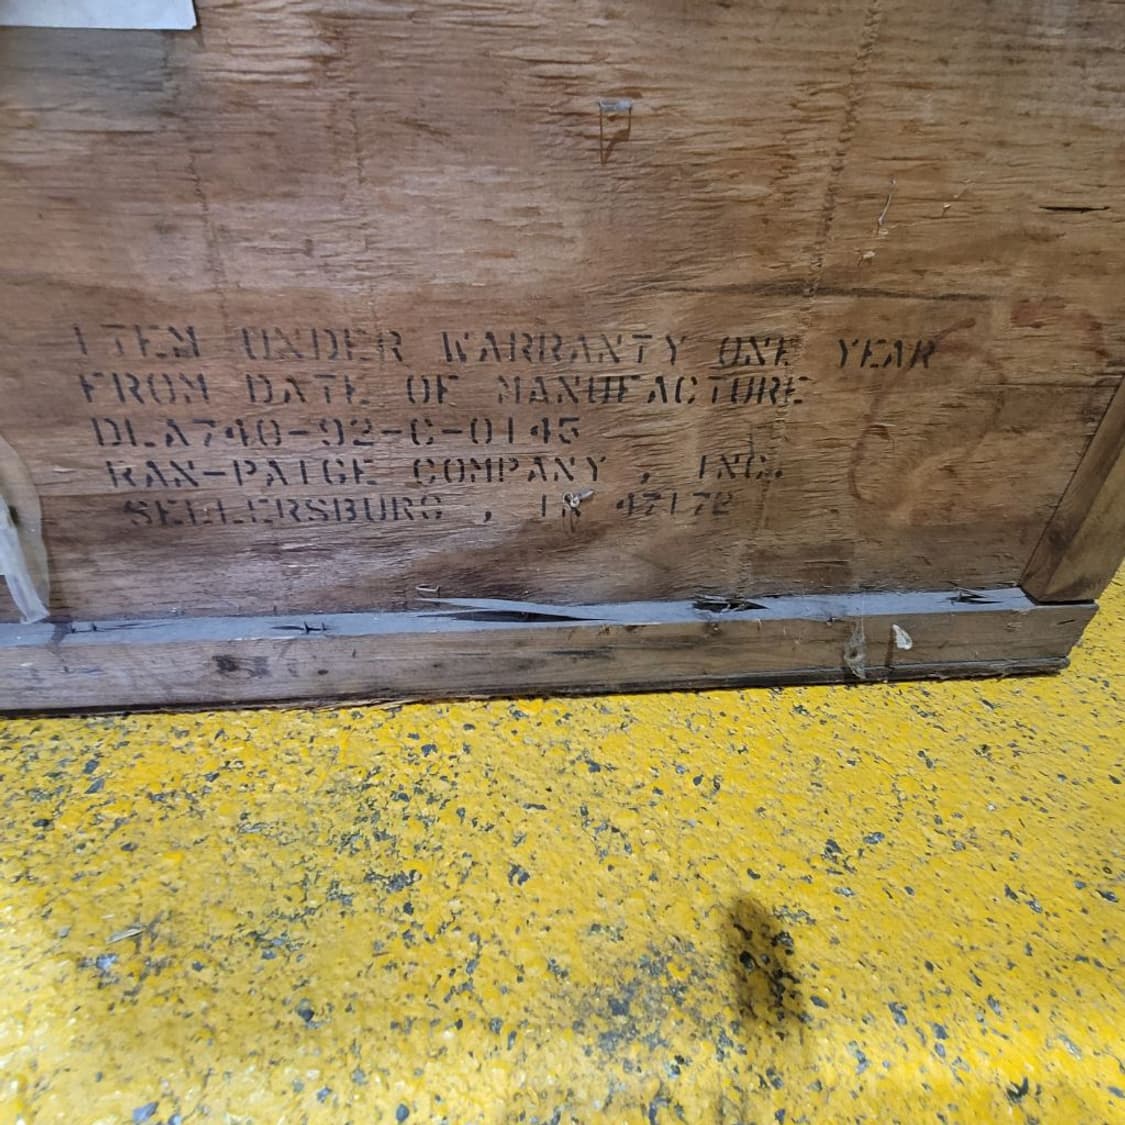 ITEM UNDER WARRANTY ONE YEAR
FROM DATE OF MANUFACTURE
DLA740-92-C-0145
RAN-PAIGE COMPANY , INC.
SELLERSBURG , IN 47172